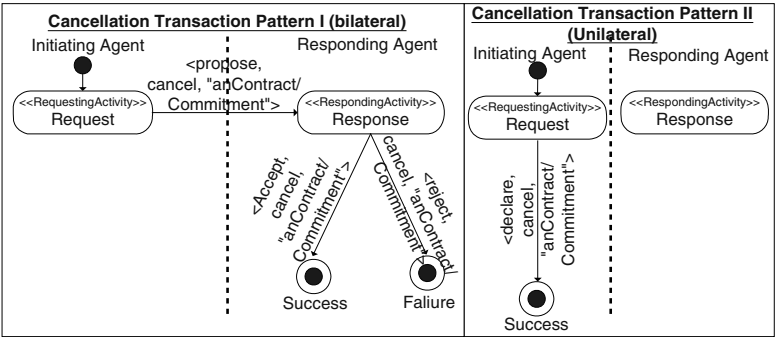 Cancellation Transaction Pattern I (bilateral)
Initiating Agent
Responding Agent
<propose,
cancel, "anContract/
Commitment">
<<RequestingActivity>>
Request
<<RespondingActivity>>
Response
<Accept,
cancel,
"anContract/
Commitment">
<reject,
cancel, "anContract/
Commitment">
Success
Faliure
Cancellation Transaction Pattern II
(Unilateral)
Initiating Agent
Responding Agent
<<RequestingActivity>>
Request
<<RespondingActivity>>
Response
<declare,
cancel,
"anContract/
Commitment">
Success